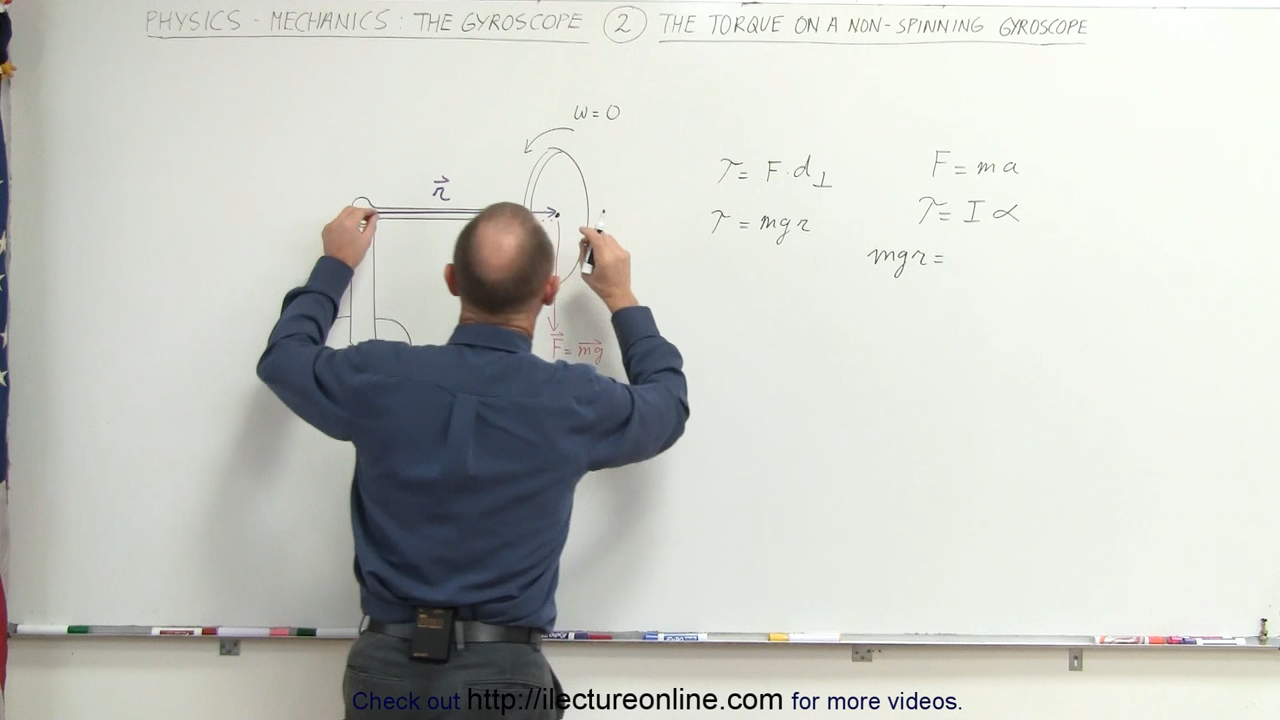 PHYSICS - MECHANICS: THE GYROSCOPE ② THE TORQUE ON A NON-SPINNING GYROSCOPE
ω = 0
τ = F · d⊥
F = ma
r⃗
τ = mgr
τ = I α
mgr =
F⃗ = m⃗g
Check out http://ilectureonline.com for more videos.